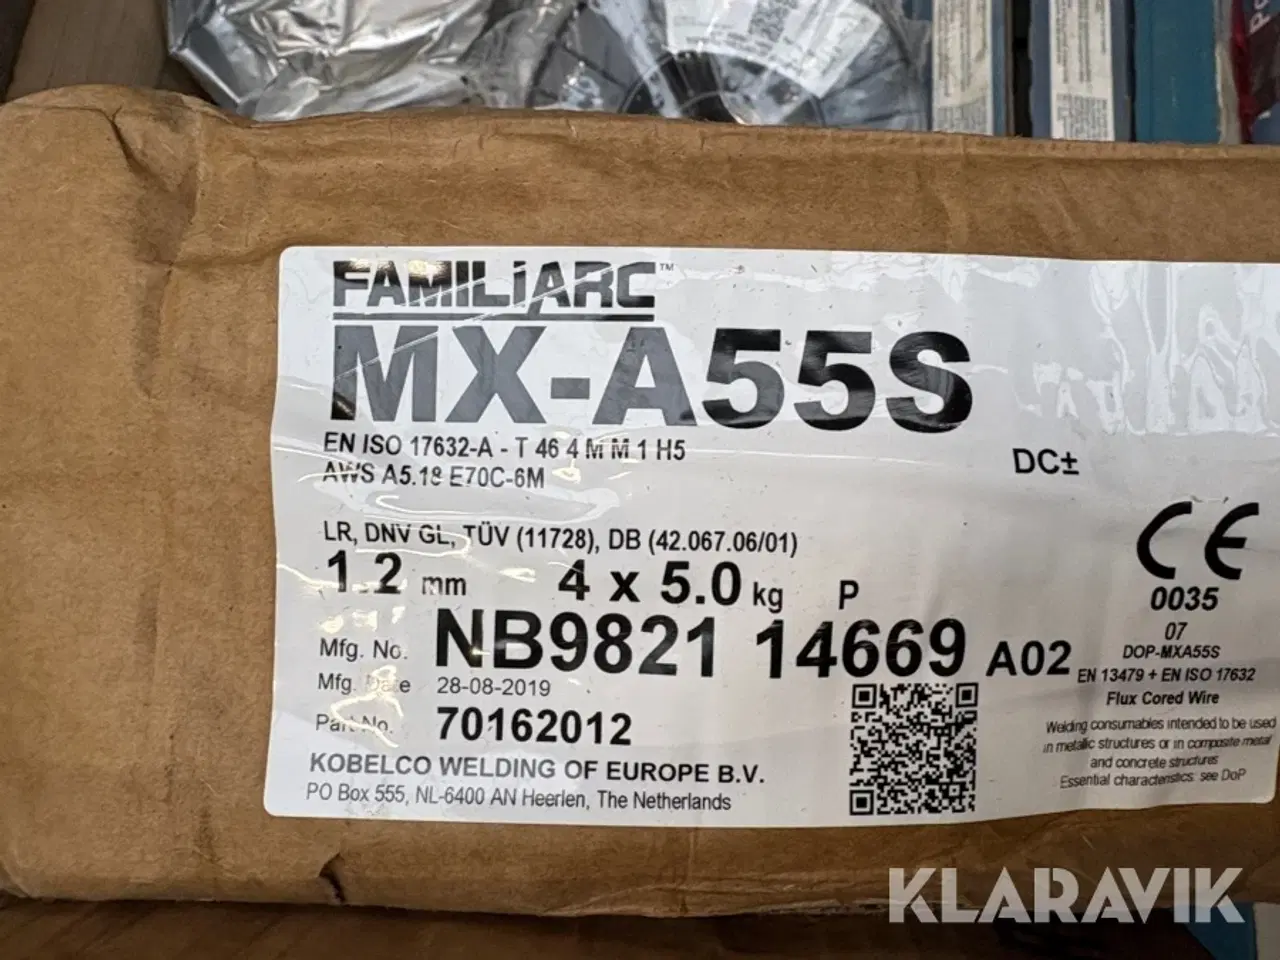 FAMILIARC™
MX-A55S
EN ISO 17632-A - T 46 4 M M 1 H5
AWS A5.18 E70C-6M
DC±
LR, DNV GL, TÜV (11728), DB (42.067.06/01)
1.2 mm 4 x 5.0 kg P
CE
0035
07
DOP-MXA55S
EN 13479 + EN ISO 17632
Flux Cored Wire
Welding consumables intended to be used
in metallic structures or in composite metal
and concrete structures
Essential characteristics: see DoP
Mfg. No. NB9821 14669 A02
Mfg. Date 28-08-2019
Part No. 70162012
KOBELCO WELDING OF EUROPE B.V.
PO Box 555, NL-6400 AN Heerlen, The Netherlands
KLARAVIK